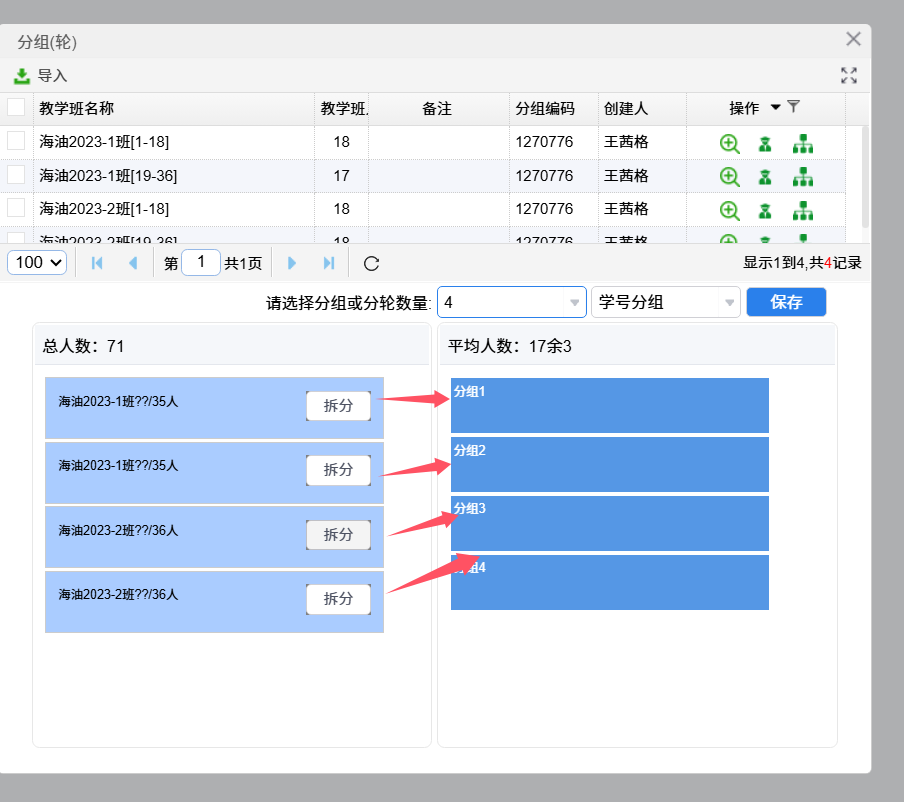 分组(轮)
导入
教学班名称 教学班 备注 分组编码 创建人 操作
海油2023-1班[1-18] 18 1270776 王茜格
海油2023-1班[19-36] 17 1270776 王茜格
海油2023-2班[1-18] 18 1270776 王茜格
海油2023-2班[19-36] 18 1270776 王茜格
100 第 1 共1页 显示1到4,共4记录
请选择分组或分轮数量: 4 学号分组 保存
总人数：71 平均人数：17余3
海油2023-1班??/35人 拆分 分组1
海油2023-1班??/35人 拆分 分组2
海油2023-2班??/36人 拆分 分组3
海油2023-2班??/36人 拆分 分组4